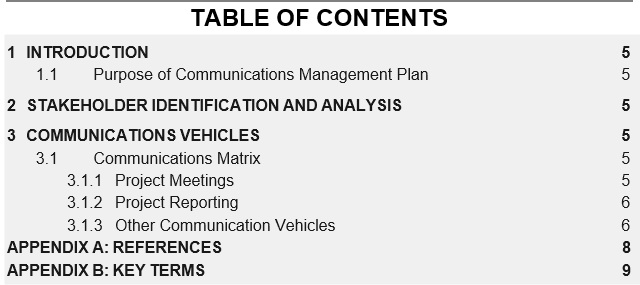 TABLE OF CONTENTS
1 INTRODUCTION 5
1.1 Purpose of Communications Management Plan 5
2 STAKEHOLDER IDENTIFICATION AND ANALYSIS 5
3 COMMUNICATIONS VEHICLES 5
3.1 Communications Matrix 5
3.1.1 Project Meetings 5
3.1.2 Project Reporting 6
3.1.3 Other Communication Vehicles 6
APPENDIX A: REFERENCES 8
APPENDIX B: KEY TERMS 9